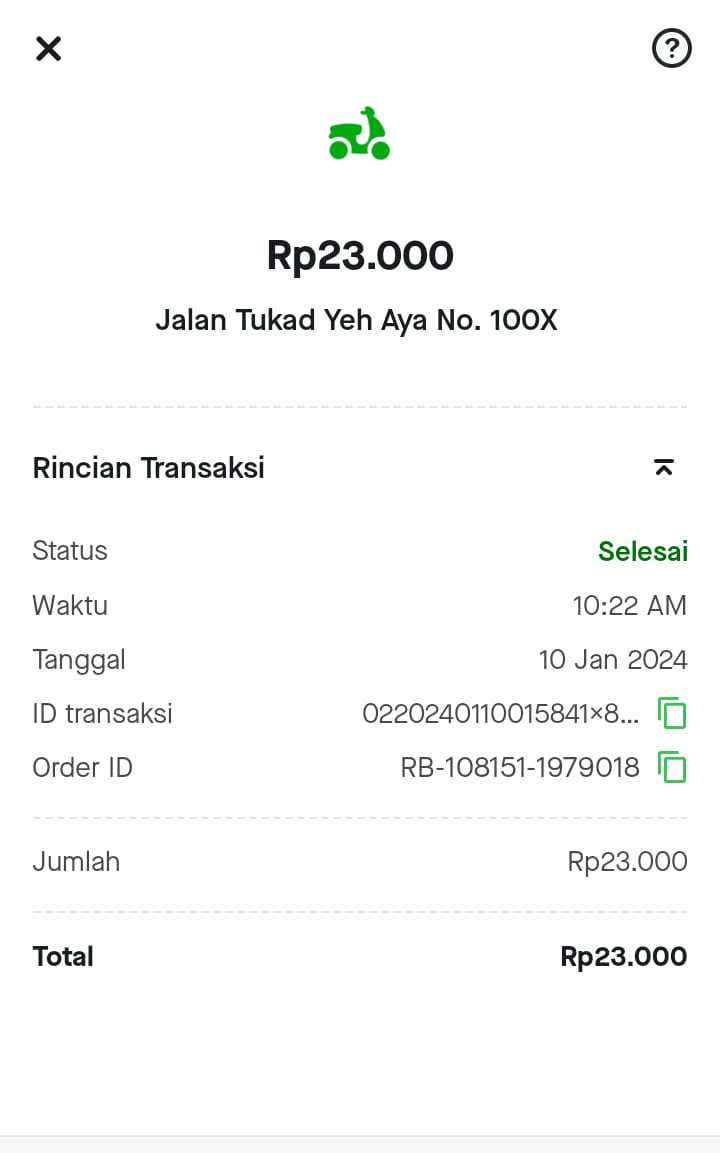 Rp23.000
Jalan Tukad Yeh Aya No. 100X
Rincian Transaksi
Status Selesai
Waktu 10:22 AM
Tanggal 10 Jan 2024
ID transaksi 0220240110015841×8...
Order ID RB-108151-1979018
Jumlah Rp23.000
Total Rp23.000